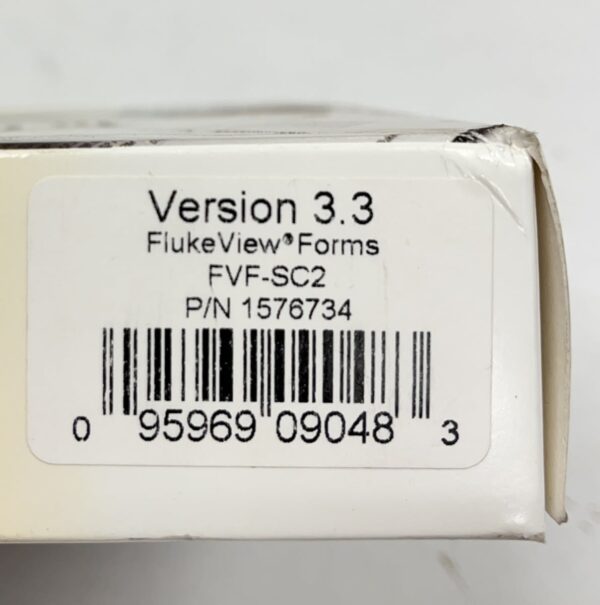 Version 3.3
FlukeView® Forms
FVF-SC2
P/N 1576734
0 95969 09048 3